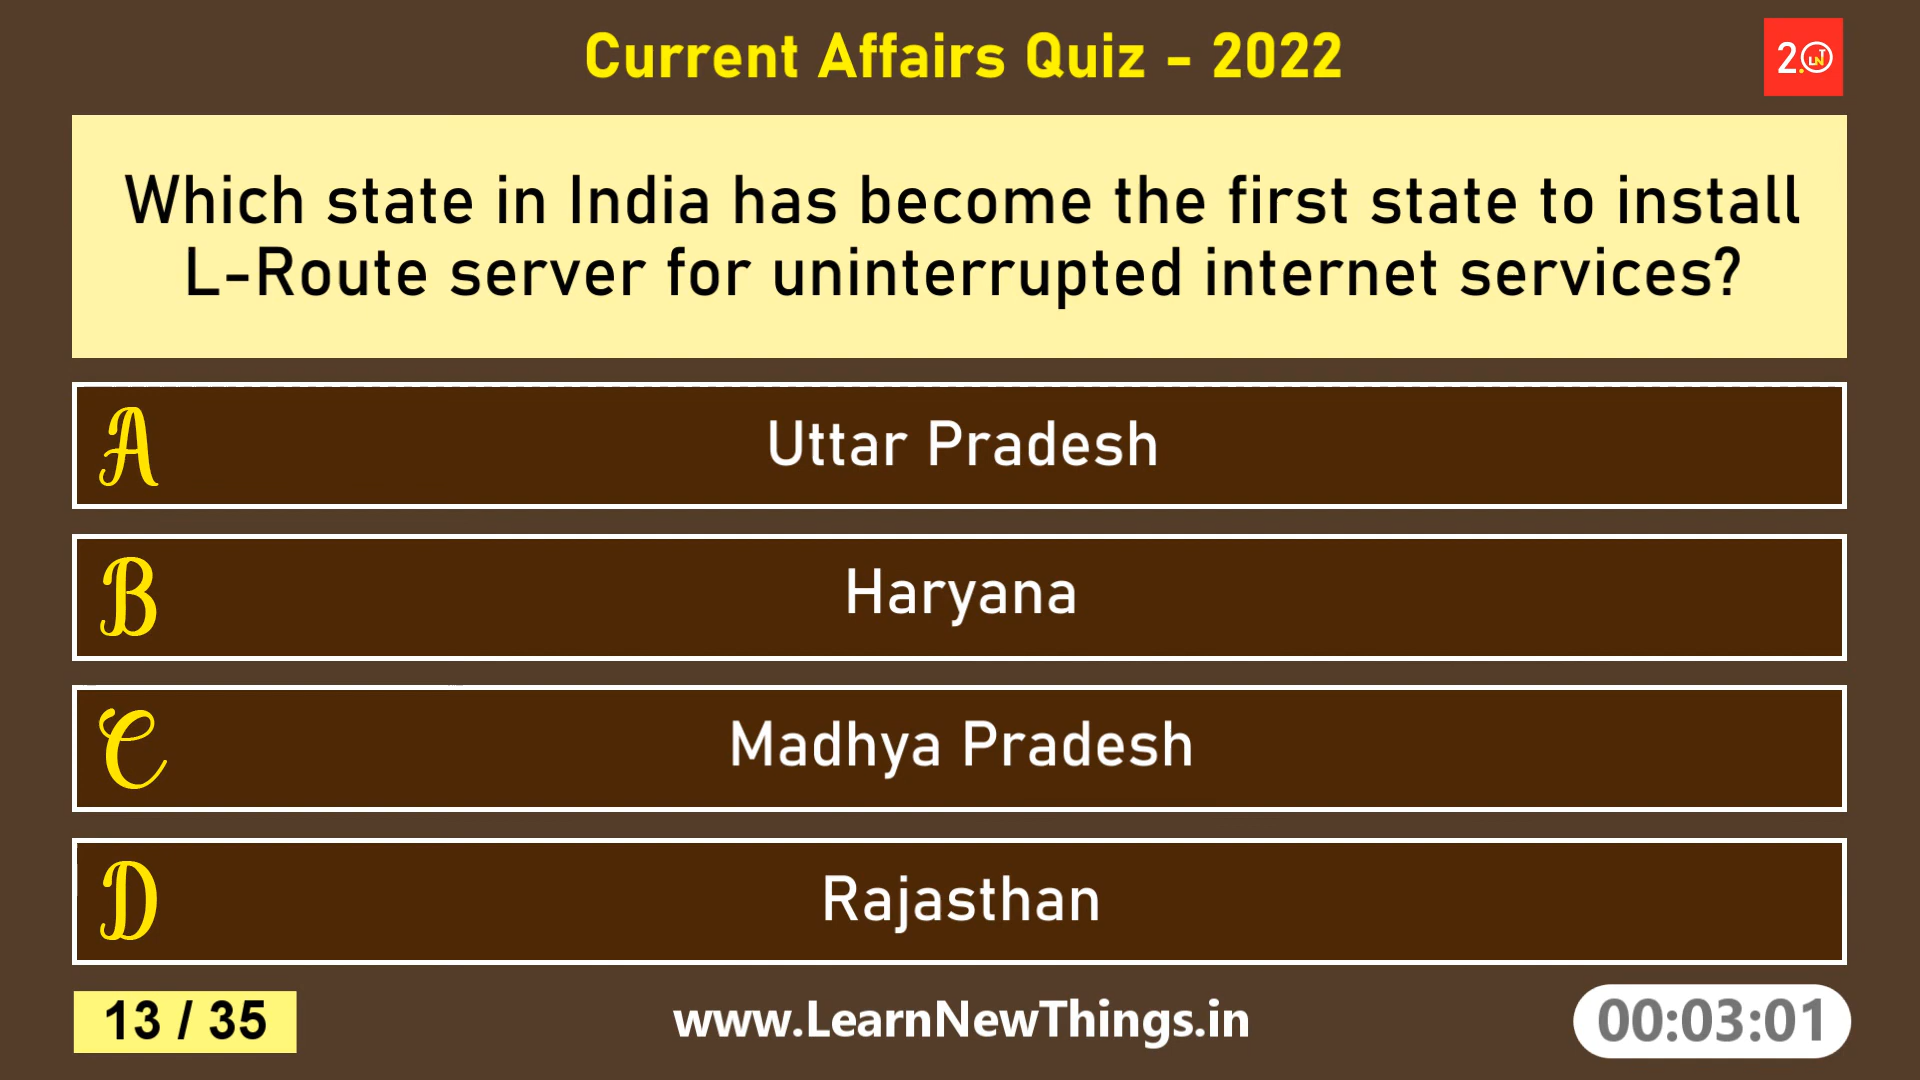 Current Affairs Quiz - 2022
2.LNT
Which state in India has become the first state to install
L-Route server for uninterrupted internet services?
A
Uttar Pradesh
B
Haryana
C
Madhya Pradesh
D
Rajasthan
13 / 35
www.LearnNewThings.in
00:03:01